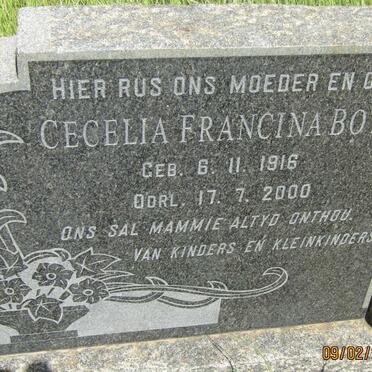 HIER RUS ONS MOEDER EN
CECELIA FRANCINA BO
GEB. 6. 11. 1916
OORL. 17. 7. 2000
ONS SAL MAMMIE ALTYD ONTHOU.
VAN KINDERS EN KLEINKINDERS
09/02/